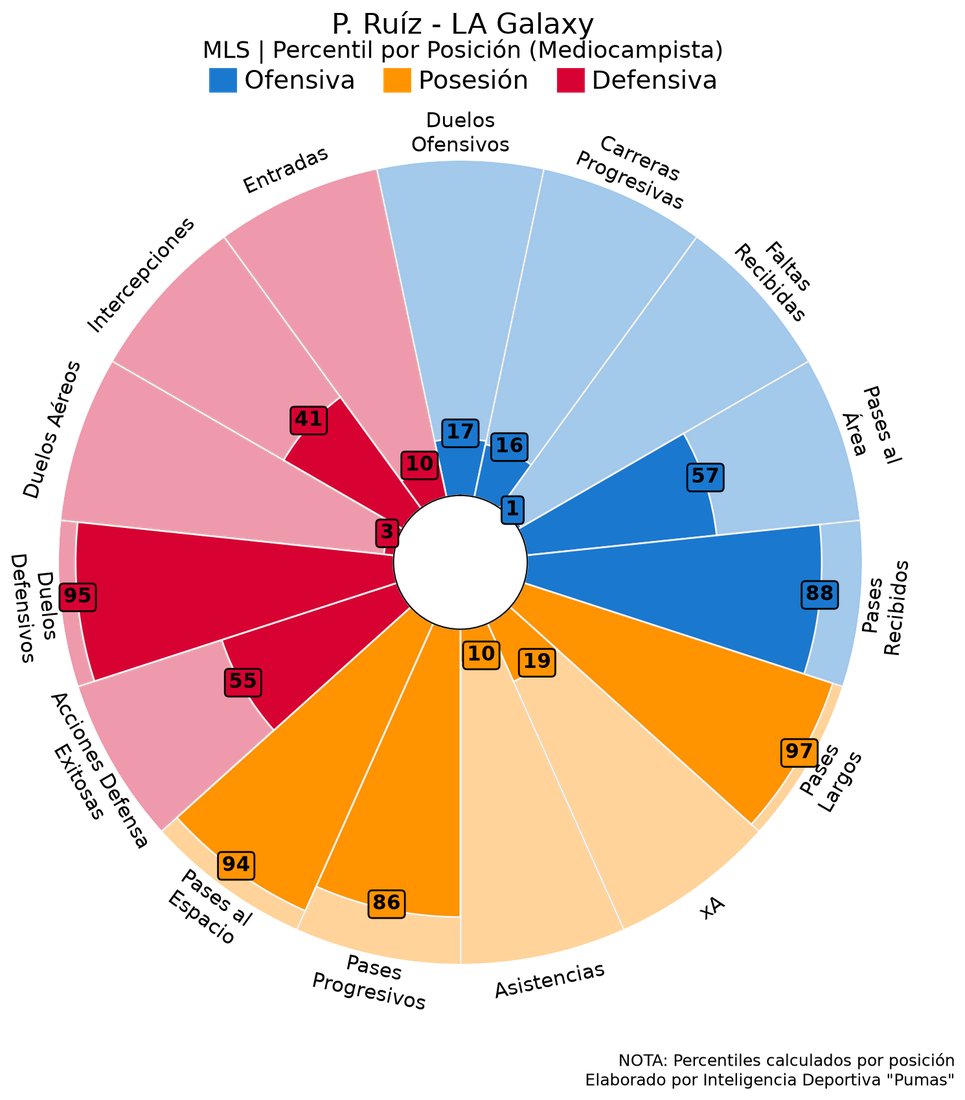 P. Ruíz - LA Galaxy
MLS | Percentil por Posición (Mediocampista)
Ofensiva Posesión Defensiva
Duelos
Ofensivos
Carreras
Progresivas
Faltas
Recibidas
Pases al
Área
Pases
Recibidos
Pases
Largos
xA
Asistencias
Pases
Progresivos
Pases al
Espacio
Acciones Defensa
Exitosas
Duelos
Defensivos
Duelos Aéreos
Intercepciones
Entradas
17
16
1
57
88
97
19
10
86
94
55
95
3
41
10
NOTA: Percentiles calculados por posición
Elaborado por Inteligencia Deportiva "Pumas"